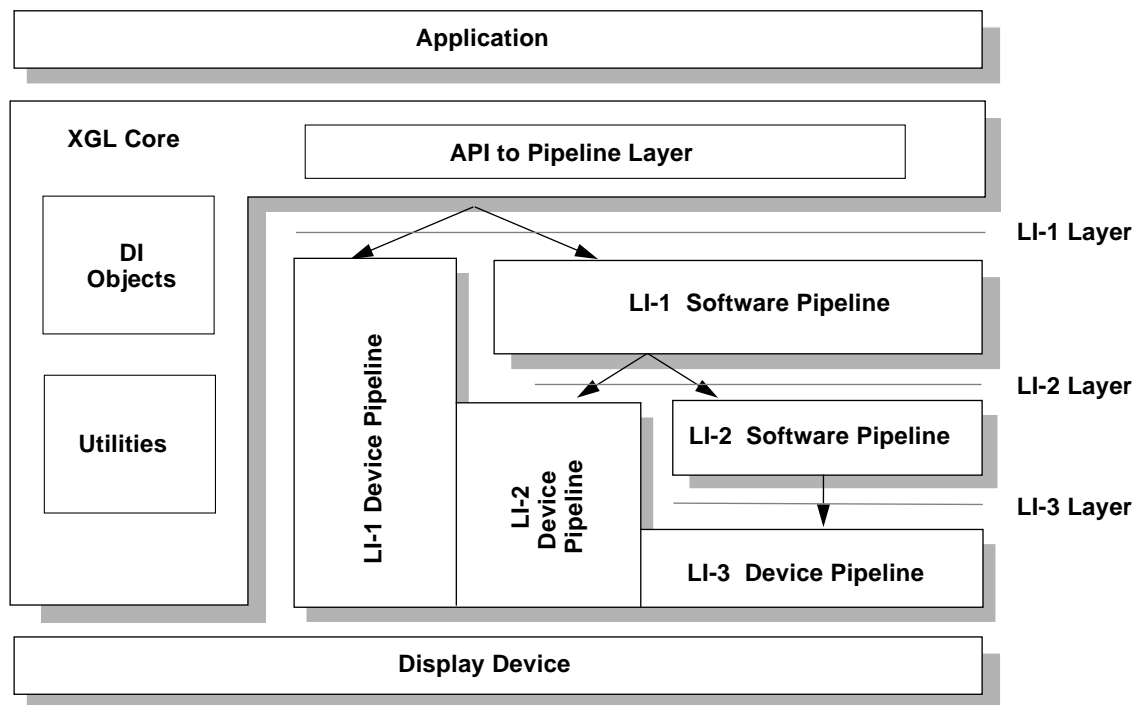 Application
XGL Core
API to Pipeline Layer
DI
Objects
Utilities
LI-1 Layer
LI-1 Software Pipeline
LI-1 Device Pipeline
LI-2 Layer
LI-2 Software Pipeline
LI-2
Device
Pipeline
LI-3 Layer
LI-3 Device Pipeline
Display Device